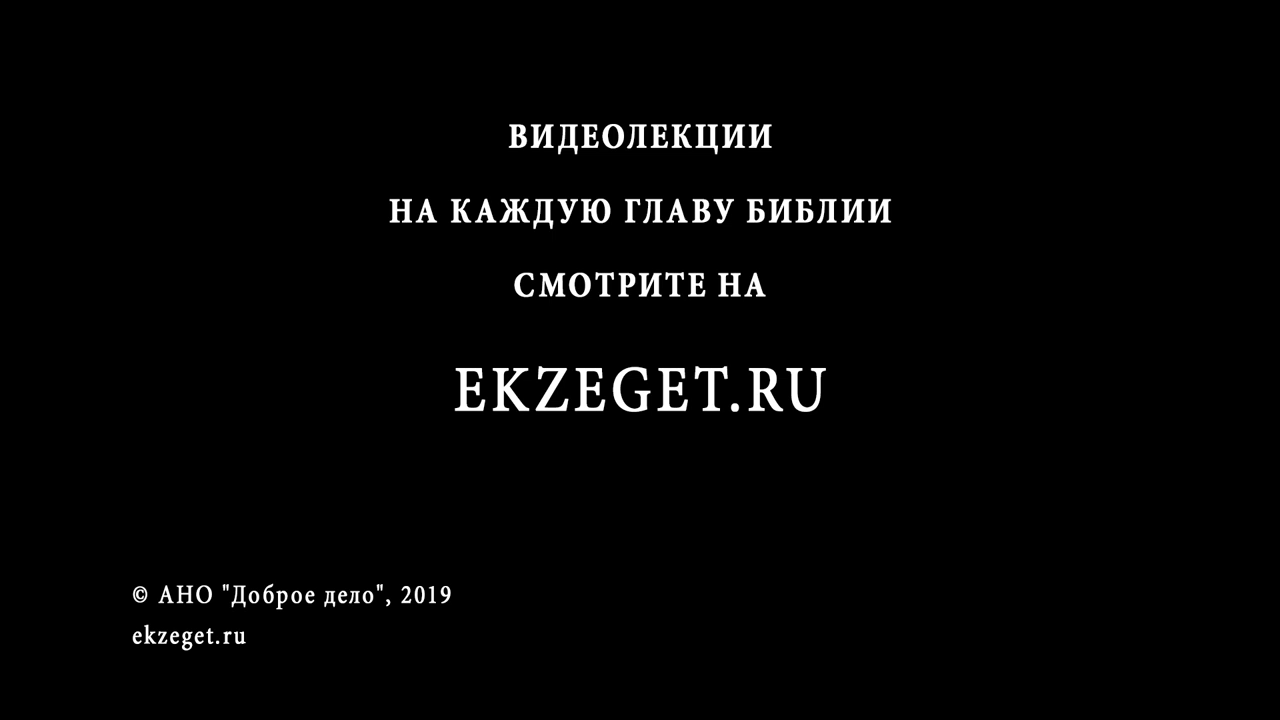 ВИДЕОЛЕКЦИИ
НА КАЖДУЮ ГЛАВУ БИБЛИИ
СМОТРИТЕ НА
EKZEGET.RU
© АНО "Доброе дело", 2019
ekzeget.ru